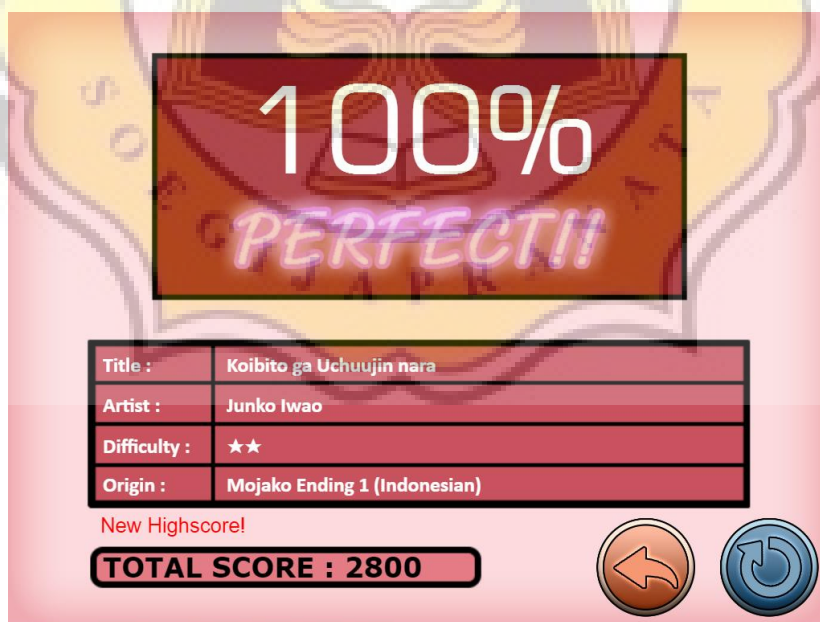 100%
PERFECT!!
SOEGIJAPRANATA
Title : Koibito ga Uchuujin nara
Artist : Junko Iwao
Difficulty : ★★
Origin : Mojako Ending 1 (Indonesian)
New Highscore!
TOTAL SCORE : 2800